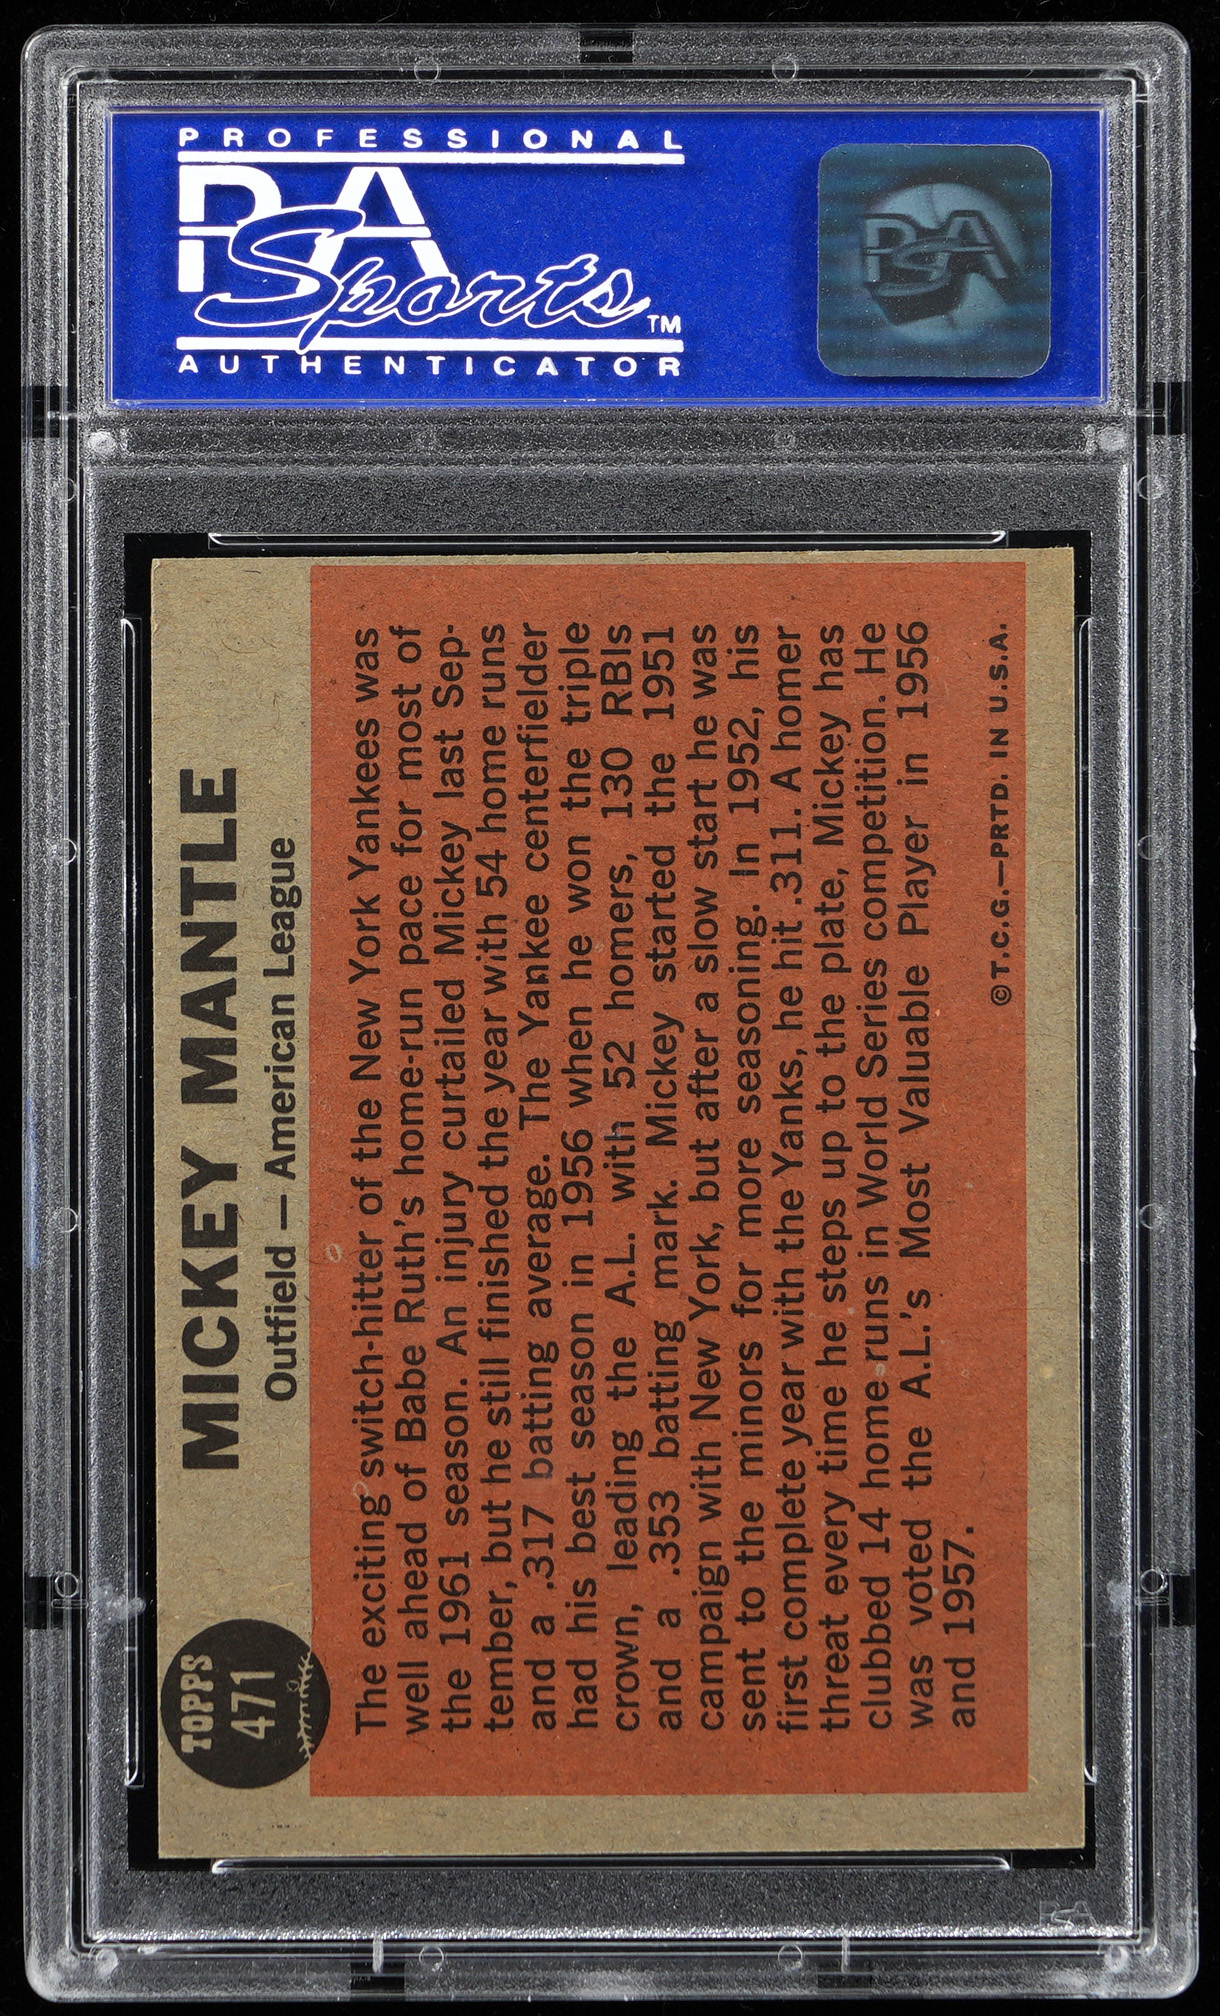 PROFESSIONAL
PSA
Sports™
AUTHENTICATOR
PSA
TOPPS
471
MICKEY MANTLE
Outfield — American League
The exciting switch-hitter of the New York Yankees was
well ahead of Babe Ruth's home-run pace for most of
the 1961 season. An injury curtailed Mickey last Sep-
tember, but he still finished the year with 54 home runs
and a .317 batting average. The Yankee centerfielder
had his best season in 1956 when he won the triple
crown, leading the A.L. with 52 homers, 130 RBIs
and a .353 batting mark. Mickey started the 1951
campaign with New York, but after a slow start he was
sent to the minors for more seasoning. In 1952, his
first complete year with the Yanks, he hit .311. A homer
threat every time he steps up to the plate, Mickey has
clubbed 14 home runs in World Series competition. He
was voted the A.L.'s Most Valuable Player in 1956
and 1957.
©T.C.G.—PRTD. IN U.S.A.
PSA